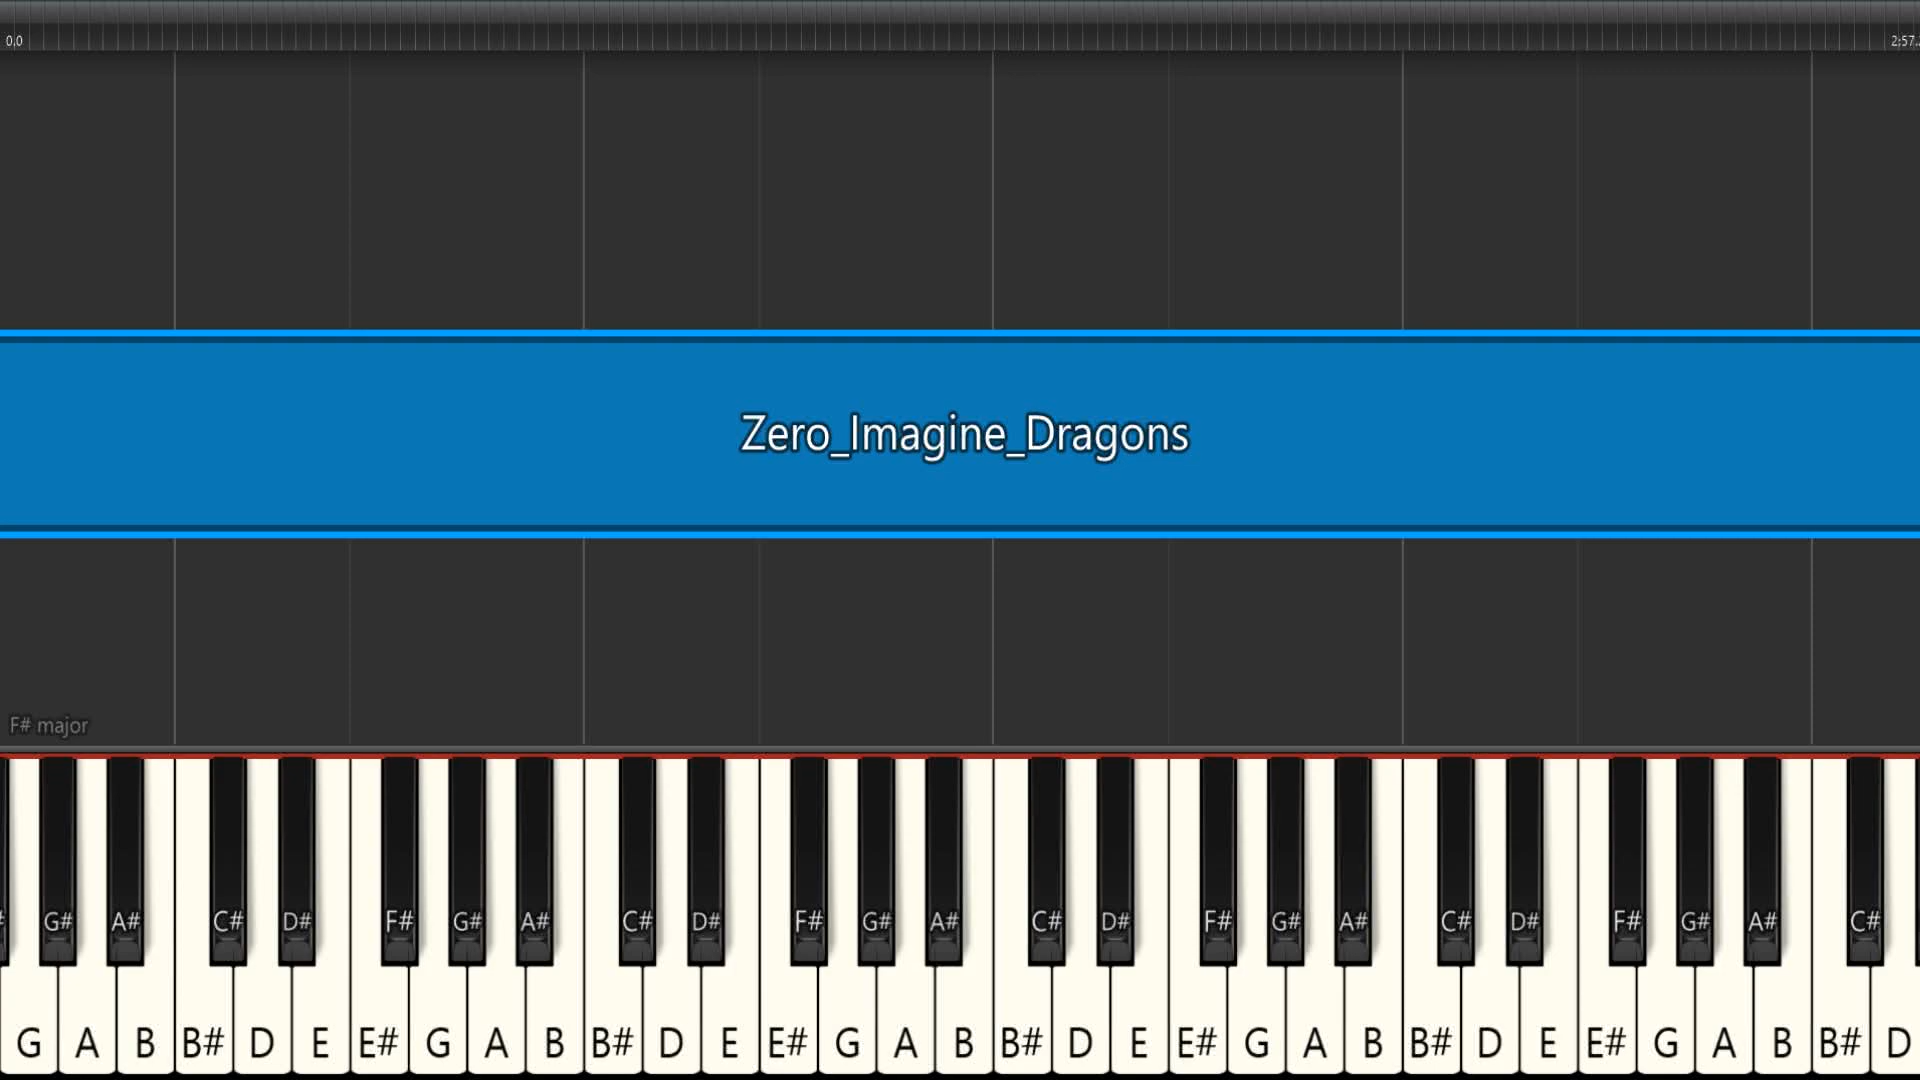 0,0 2:57.
Zero_Imagine_Dragons
F# major
G# A# C# D# F# G# A# C# D# F# G# A# C# D# F# G# A# C# D# F# G# A# C#
G A B B# D E E# G A B B# D E E# G A B B# D E E# G A B B# D E E# G A B B# D